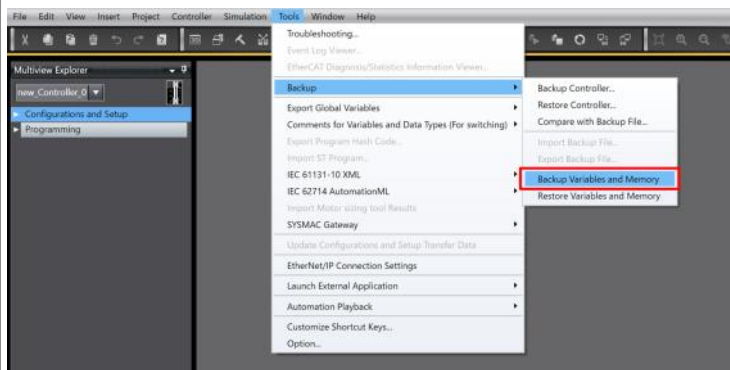 File Edit View Insert Project Controller Simulation Tools Window Help
Multiview Explorer
new_Controller_0
Configurations and Setup
Programming
Troubleshooting...
Event Log Viewer...
EtherCAT Diagnosis/Statistics Information Viewer...
Backup
Export Global Variables
Comments for Variables and Data Types (For switching)
Export Program Hash Code...
Import ST Program...
IEC 61131-10 XML
IEC 62714 AutomationML
Import Motor sizing tool Results
SYSMAC Gateway
Update Configurations and Setup Transfer Data
EtherNet/IP Connection Settings
Launch External Application
Automation Playback
Customize Shortcut Keys...
Option...
Backup Controller...
Restore Controller...
Compare with Backup File...
Import Backup File...
Export Backup File...
Backup Variables and Memory
Restore Variables and Memory